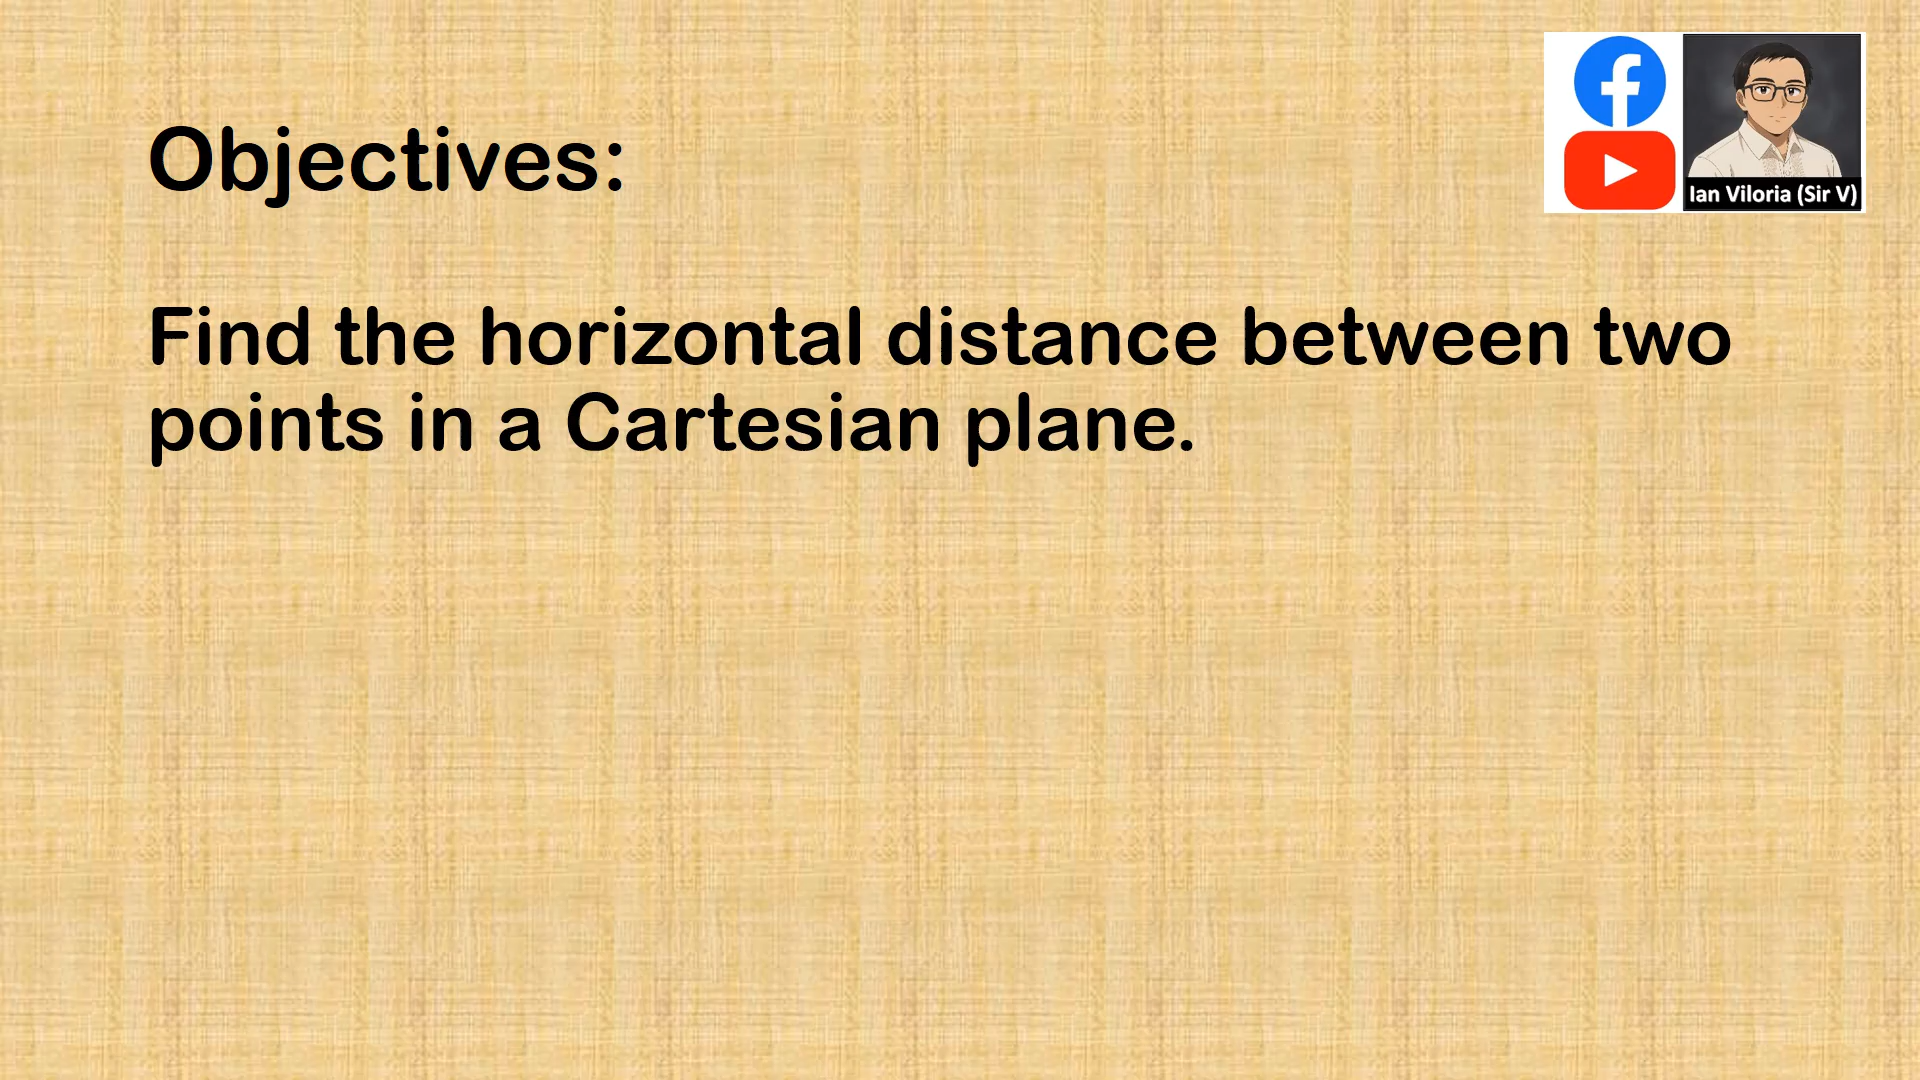 Objectives:
Ian Viloria (Sir V)
Find the horizontal distance between two
points in a Cartesian plane.